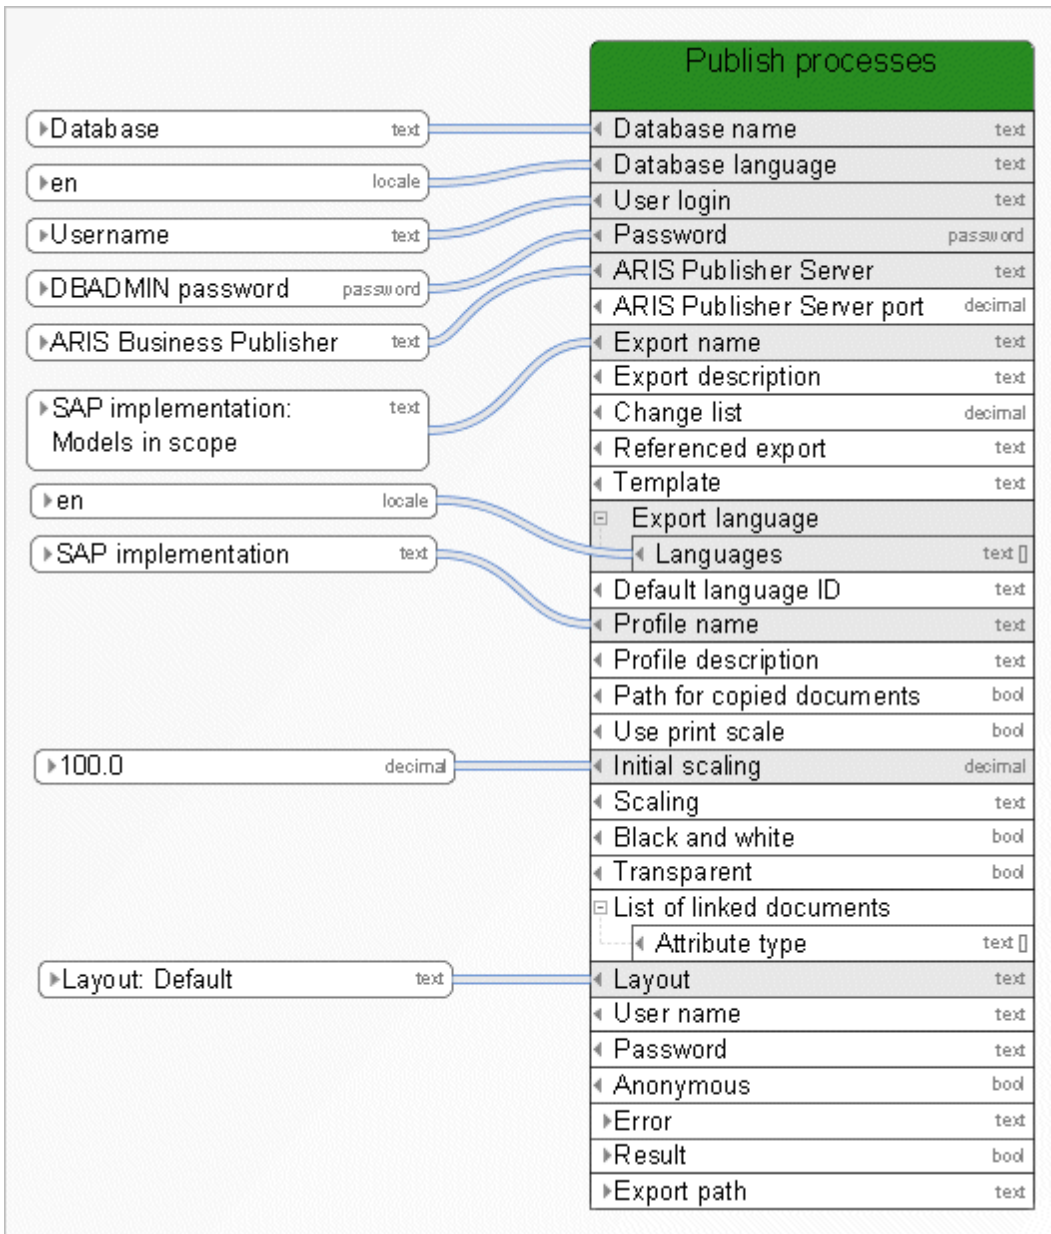 Publish processes
Database text
Database name text
en locale
Database language text
User login text
Username text
Password password
DBADMIN password password
ARIS Publisher Server text
ARIS Publisher Server port decimal
ARIS Business Publisher text
Export name text
Export description text
SAP implementation: text
Models in scope
Change list decimal
Referenced export text
Template text
en locale
Export language
SAP implementation text
Languages text []
Default language ID text
Profile name text
Profile description text
Path for copied documents bool
Use print scale bool
100.0 decimal
Initial scaling decimal
Scaling text
Black and white bool
Transparent bool
List of linked documents
Attribute type text []
Layout: Default text
Layout text
User name text
Password text
Anonymous bool
Error text
Result bool
Export path text